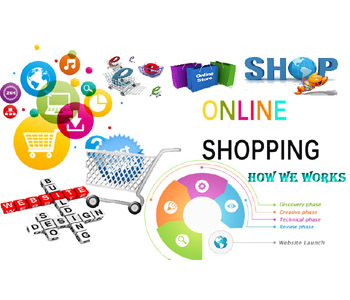 24H
Online
Store
SHOP
ONLINE
SHOPPING
HOW WE WORKS
WEBSITE
BUILDING
DESIGN
SEO
Discovery phase
Creative phase
Technical phase
Review phase
Website Launch